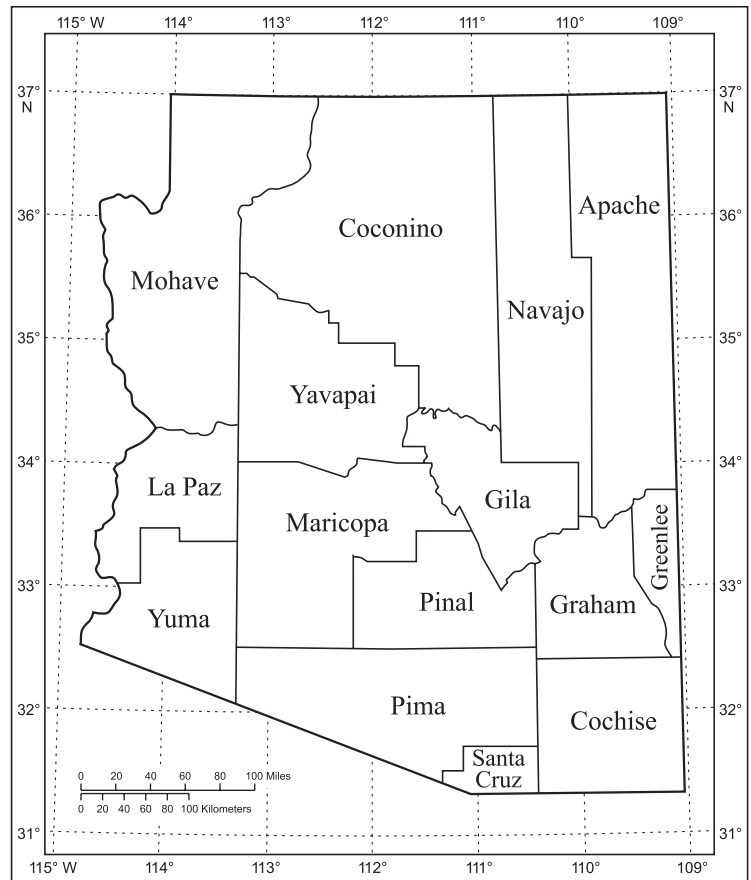 115° W 114° 113° 112° 111° 110° 109°
37° 37°
N N
Apache
36° 36°
Coconino
Mohave
Navajo
35° 35°
Yavapai
34° 34°
La Paz
Gila
Maricopa
Greenlee
33° 33°
Pinal
Graham
Yuma
Pima
32° 32°
Cochise
Santa
Cruz
0 20 40 60 80 100 Miles
0 20 40 60 80 100 Kilometers
31° 31°
115° W 114° 113° 112° 111° 110° 109°